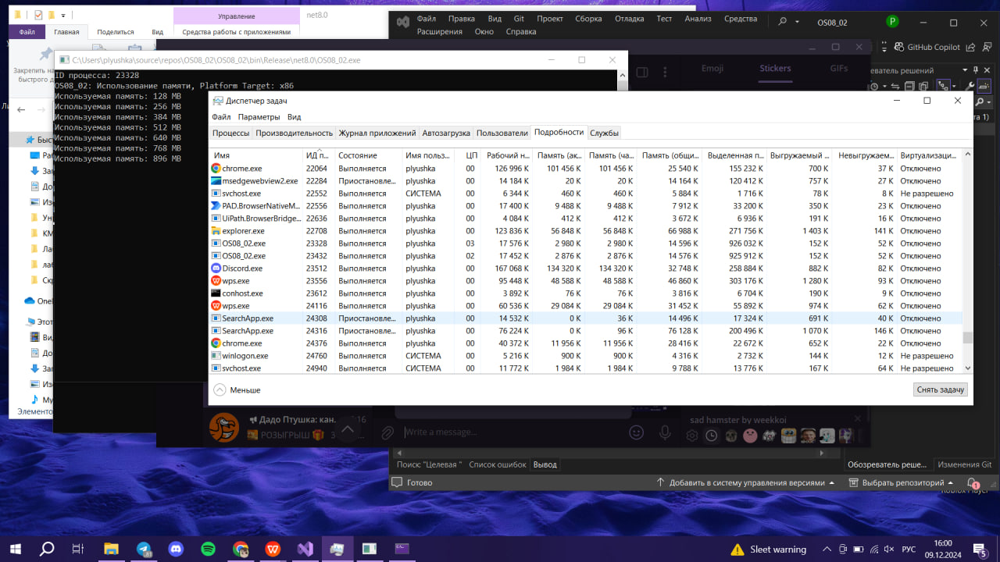 Управление
net8.0
Файл
Главная
Поделиться
Вид
Средства работы с приложениями
Файл Правка Вид Git Проект Сборка Отладка Тест Анализ Средства
Расширения Окно Справка
OS08_02
P
GitHub Copilot
Emoji Stickers GIFs
C:\Users\plyushka\source\repos\OS08_02\OS08_02\bin\Release\net8.0\OS08_02.exe
ID процесса: 23328
OS08_02: Использование памяти, Platform Target: x86
Используемая память: 128 MB
Используемая память: 256 MB
Используемая память: 384 MB
Используемая память: 512 MB
Используемая память: 640 MB
Используемая память: 768 MB
Используемая память: 896 MB
Диспетчер задач
Файл Параметры Вид
Процессы Производительность Журнал приложений Автозагрузка Пользователи Подробности Службы
Имя ИД п... Состояние Имя польз... ЦП Рабочий н... Память (ак... Память (ча... Память (общи... Выделенная п... Выгружаемый ... Невыгружаем... Виртуализаци...
chrome.exe 22064 Выполняется plyushka 00 126 996 K 101 456 K 101 456 K 25 540 K 155 232 K 700 K 37 K Отключено
msedgewebview2.exe 22284 Приостановле... plyushka 00 14 184 K 20 K 20 K 14 164 K 120 412 K 757 K 27 K Отключено
svchost.exe 22552 Выполняется СИСТЕМА 00 6 344 K 460 K 460 K 5 884 K 1 716 K 78 K 8 K Не разрешено
PAD.BrowserNativeM... 22556 Выполняется plyushka 00 17 400 K 9 488 K 9 488 K 7 912 K 33 200 K 350 K 23 K Отключено
UiPath.BrowserBridge... 22636 Выполняется plyushka 00 4 084 K 412 K 412 K 3 672 K 6 936 K 191 K 16 K Отключено
explorer.exe 22708 Выполняется plyushka 00 123 836 K 56 848 K 56 848 K 66 988 K 271 756 K 1 403 K 141 K Отключено
OS08_02.exe 23328 Выполняется plyushka 03 17 576 K 2 980 K 2 980 K 14 596 K 926 032 K 152 K 52 K Отключено
OS08_02.exe 23432 Выполняется plyushka 02 17 452 K 2 876 K 2 876 K 14 576 K 925 912 K 152 K 52 K Отключено
Discord.exe 23512 Выполняется plyushka 00 167 068 K 134 320 K 134 320 K 32 748 K 258 884 K 882 K 82 K Отключено
wps.exe 23556 Выполняется plyushka 00 95 448 K 48 588 K 48 588 K 46 860 K 303 176 K 1 280 K 93 K Отключено
conhost.exe 23612 Выполняется plyushka 00 3 892 K 76 K 76 K 3 816 K 6 704 K 190 K 9 K Отключено
wps.exe 24116 Выполняется plyushka 00 60 536 K 29 084 K 29 084 K 31 452 K 55 892 K 974 K 62 K Отключено
SearchApp.exe 24308 Приостановле... plyushka 00 14 532 K 0 K 36 K 14 496 K 17 324 K 691 K 40 K Отключено
SearchApp.exe 24316 Приостановле... plyushka 00 76 224 K 0 K 96 K 76 128 K 200 496 K 1 070 K 146 K Отключено
chrome.exe 24376 Выполняется plyushka 00 40 372 K 11 956 K 11 956 K 28 416 K 22 672 K 652 K 22 K Отключено
winlogon.exe 24760 Выполняется СИСТЕМА 00 5 216 K 900 K 900 K 4 316 K 2 732 K 144 K 12 K Не разрешено
svchost.exe 24940 Выполняется СИСТЕМА 00 11 772 K 1 984 K 1 984 K 9 788 K 13 776 K 167 K 64 K Не разрешено
Меньше
Снять задачу
Дадо Птушка: кан.
РОЗЫГРЫШ
Write a message...
sad hamster by weekkoi
Поиск: "Целевая " Список ошибок Вывод
Обозреватель реше... Изменения Git
Готово
Добавить в систему управления версиями
Выбрать репозиторий
1
Sleet warning
РУС
16:00
09.12.2024
5